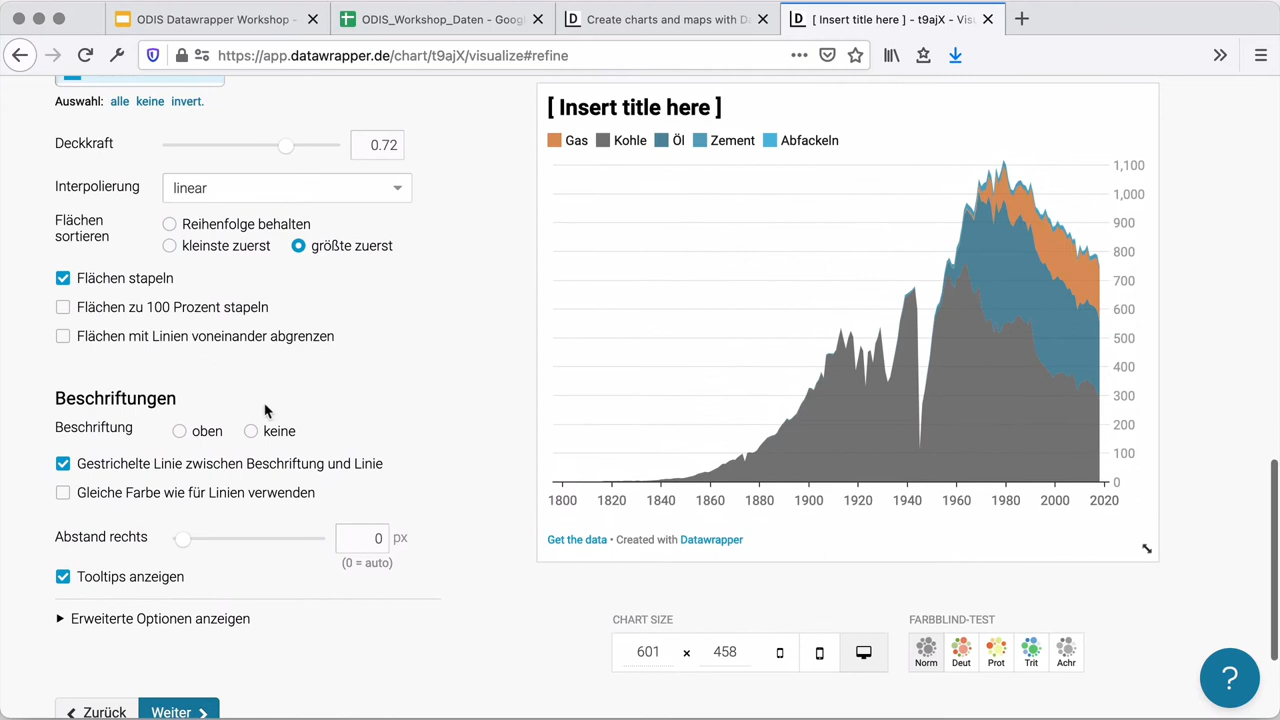 ODIS Datawrapper Workshop -
ODIS_Workshop_Daten - Goog
Create charts and maps with Da
[ Insert title here ] - t9ajX - Vis
https://app.datawrapper.de/chart/t9ajX/visualize#refine
Auswahl: alle keine invert.
Deckkraft 0.72
Interpolierung linear
Flächen sortieren
Reihenfolge behalten
kleinste zuerst größte zuerst
Flächen stapeln
Flächen zu 100 Prozent stapeln
Flächen mit Linien voneinander abgrenzen
Beschriftungen
Beschriftung oben keine
Gestrichelte Linie zwischen Beschriftung und Linie
Gleiche Farbe wie für Linien verwenden
Abstand rechts 0 px
(0 = auto)
Tooltips anzeigen
Erweiterte Optionen anzeigen
Zurück Weiter
[ Insert title here ]
Gas Kohle Öl Zement Abfackeln
1,100
1,000
900
800
700
600
500
400
300
200
100
0
1800 1820 1840 1860 1880 1900 1920 1940 1960 1980 2000 2020
Get the data • Created with Datawrapper
CHART SIZE
601 × 458
FARBBLIND-TEST
Norm Deut Prot Trit Achr
?